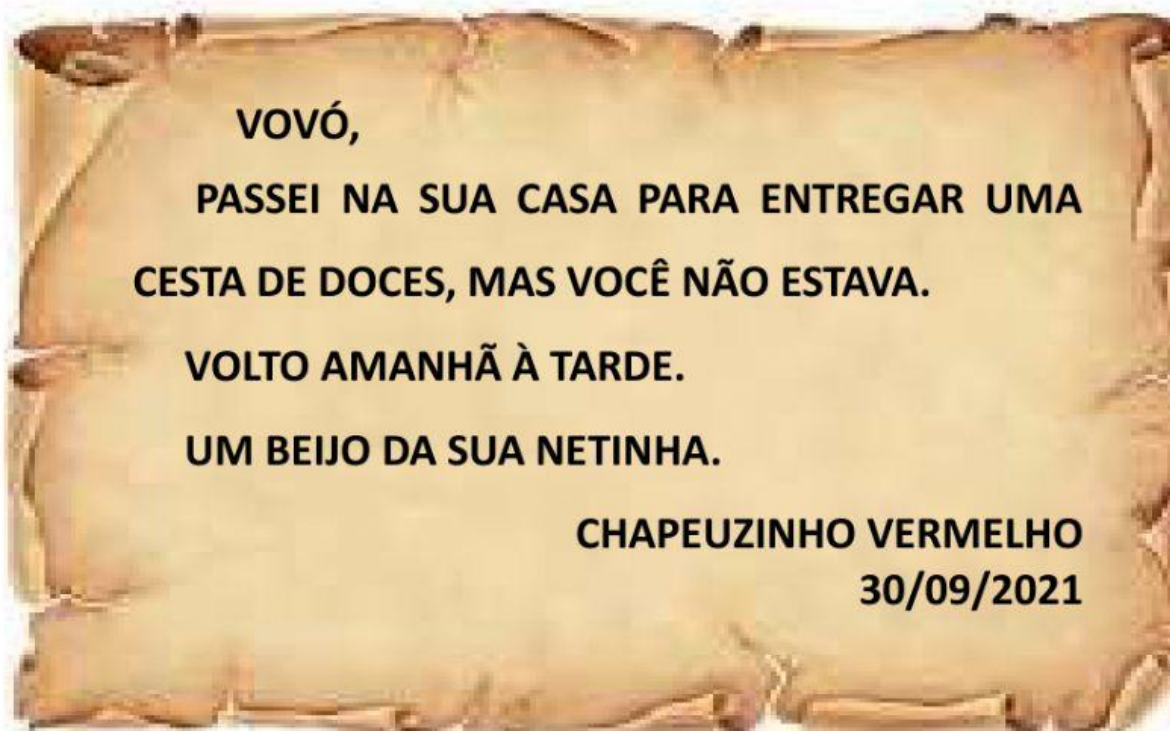 VOVÓ,
PASSEI NA SUA CASA PARA ENTREGAR UMA
CESTA DE DOCES, MAS VOCÊ NÃO ESTAVA.
VOLTO AMANHÃ À TARDE.
UM BEIJO DA SUA NETINHA.
CHAPEUZINHO VERMELHO
30/09/2021